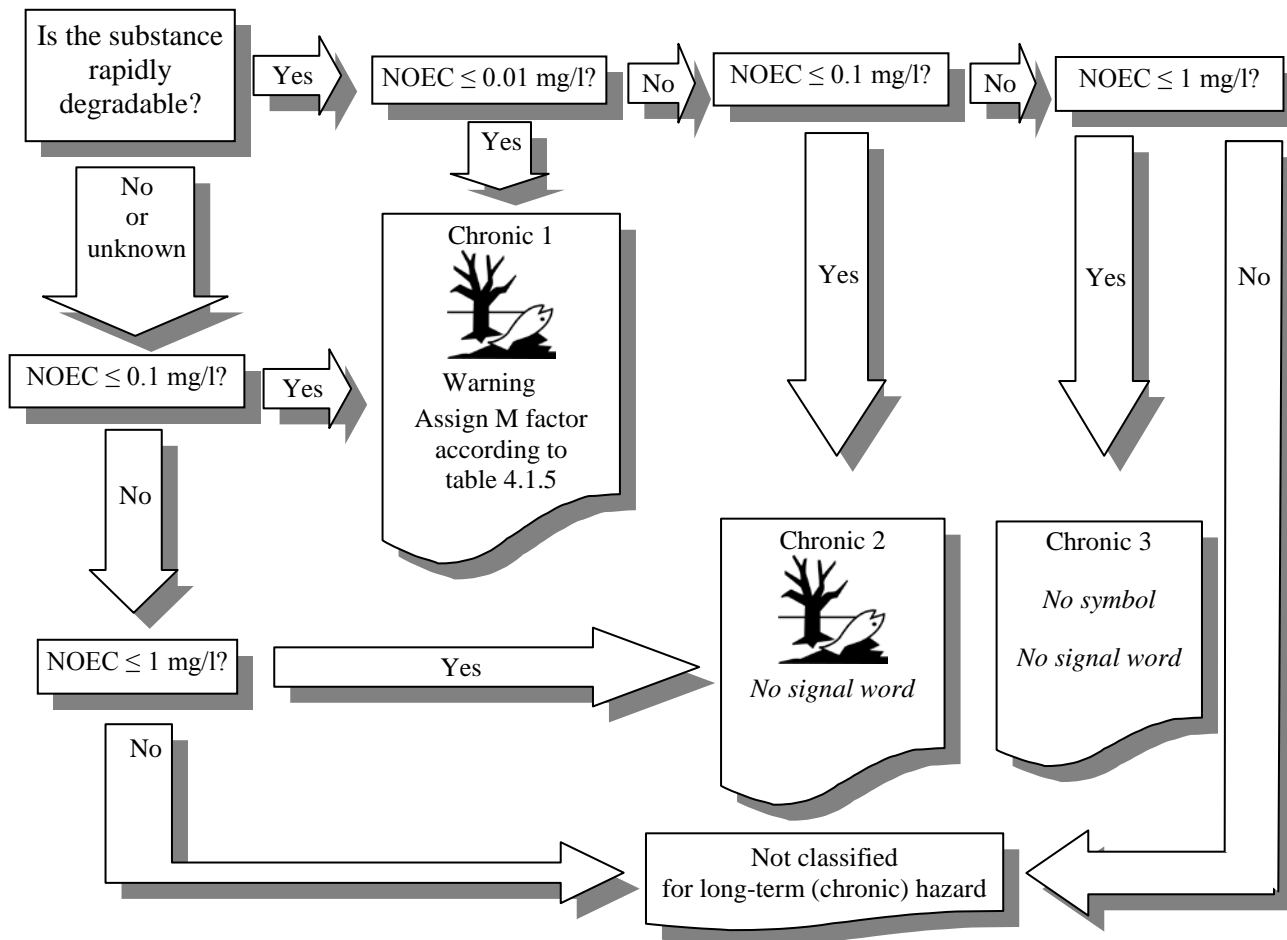 Is the substance
rapidly
degradable?
Yes
NOEC ≤ 0.01 mg/l?
No
NOEC ≤ 0.1 mg/l?
No
NOEC ≤ 1 mg/l?
No
or
unknown
Yes
Chronic 1
Warning
Assign M factor
according to
table 4.1.5
Yes
Yes
No
NOEC ≤ 0.1 mg/l?
Yes
No
Chronic 2
No signal word
Chronic 3
No symbol
No signal word
NOEC ≤ 1 mg/l?
Yes
No
Not classified
for long-term (chronic) hazard